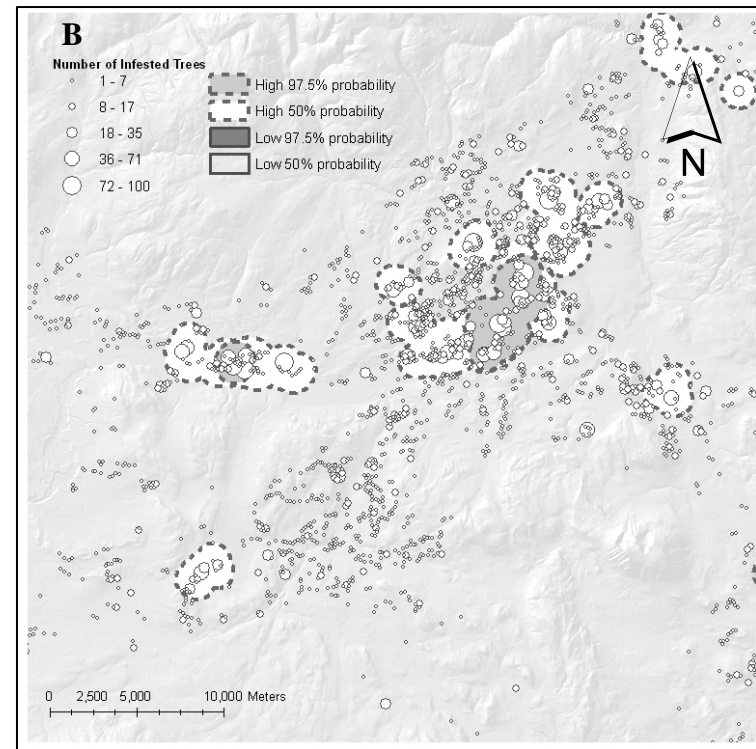 B
Number of Infested Trees
1 - 7
8 - 17
18 - 35
36 - 71
72 - 100
High 97.5% probability
High 50% probability
Low 97.5% probability
Low 50% probability
N
0 2,500 5,000 10,000 Meters